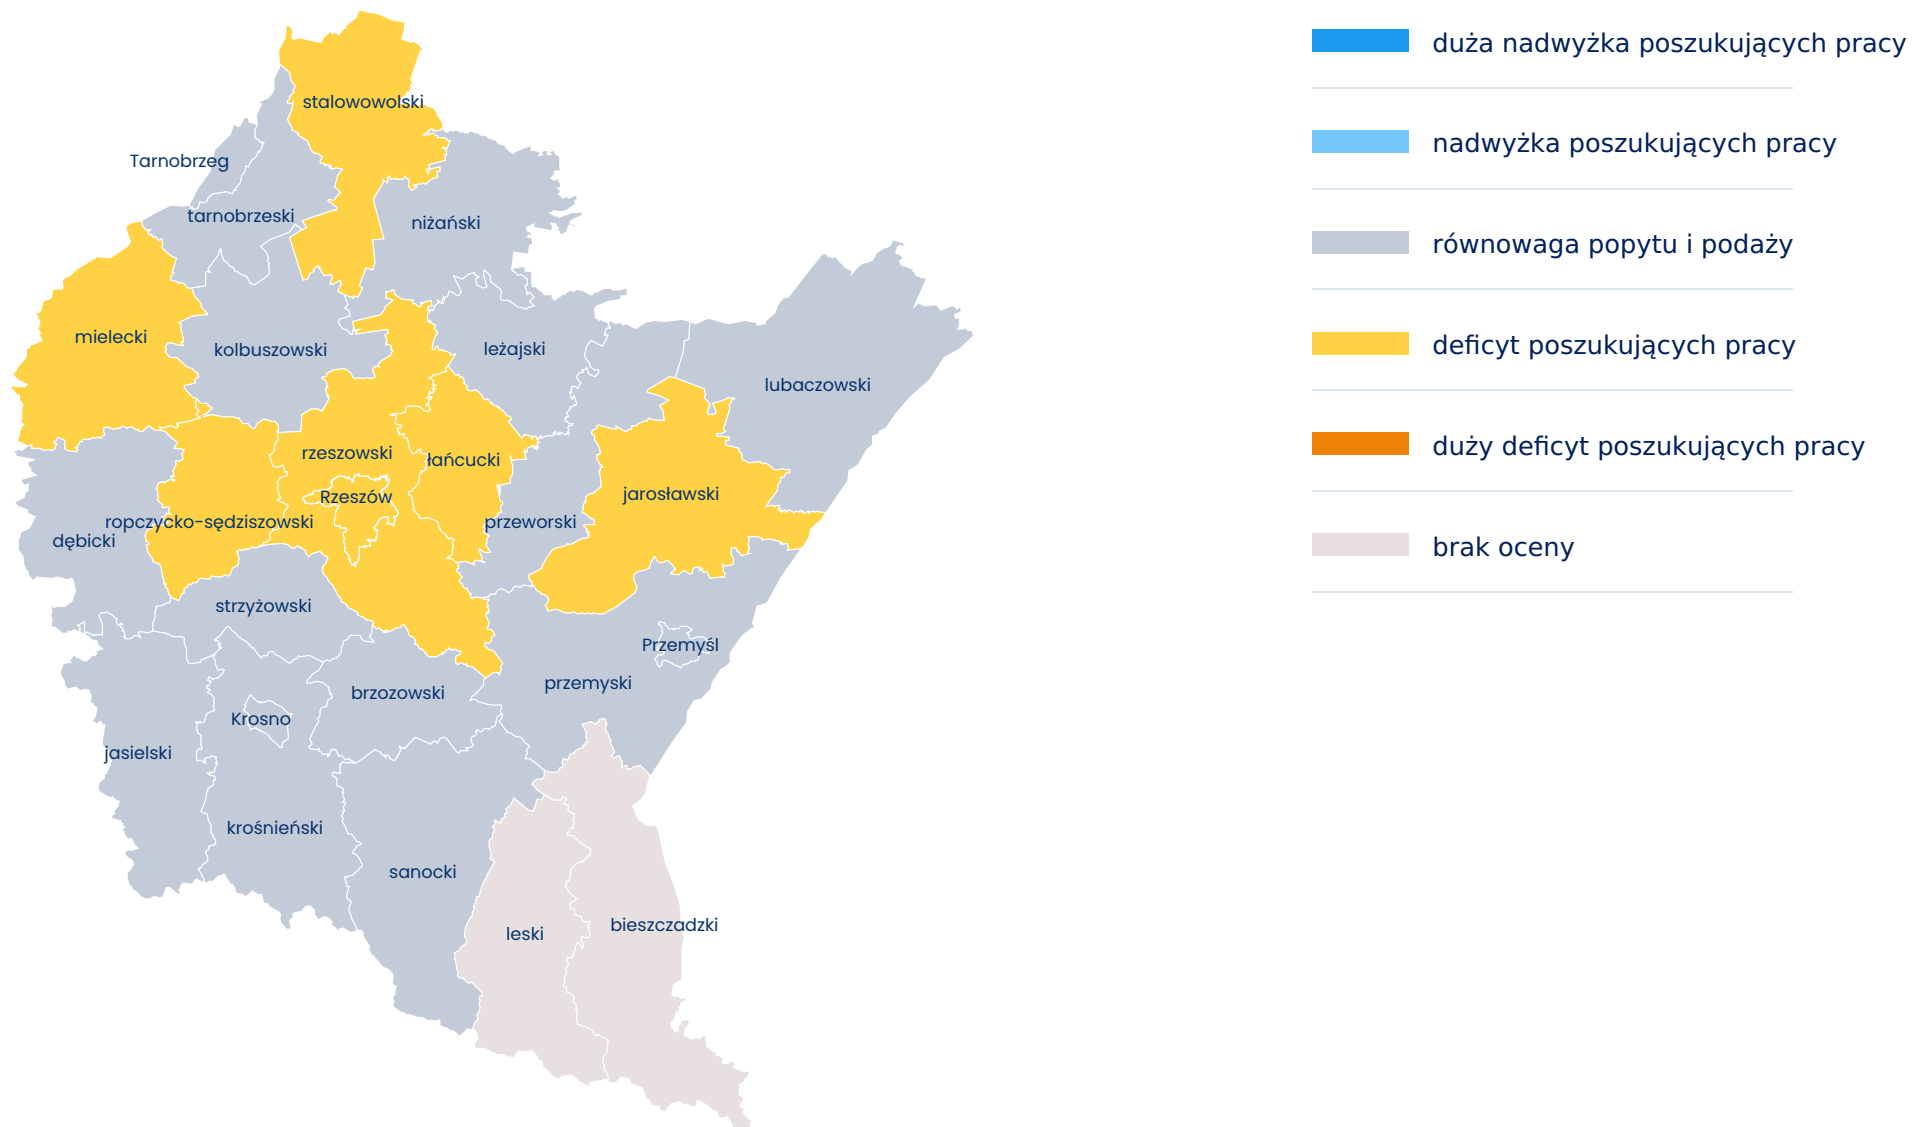 stalowowolski
Tarnobrzeg
tarnobrzeski
niżański
mielecki
kolbuszowski
leżajski
lubaczowski
rzeszowski
łańcucki
Rzeszów
jarosławski
ropczycko-sędziszowski
przeworski
dębicki
strzyżowski
Przemyśl
przemyski
brzozowski
Krosno
jasielski
krośnieński
sanocki
leski
bieszczadzki
duża nadwyżka poszukujących pracy
nadwyżka poszukujących pracy
równowaga popytu i podaży
deficyt poszukujących pracy
duży deficyt poszukujących pracy
brak oceny